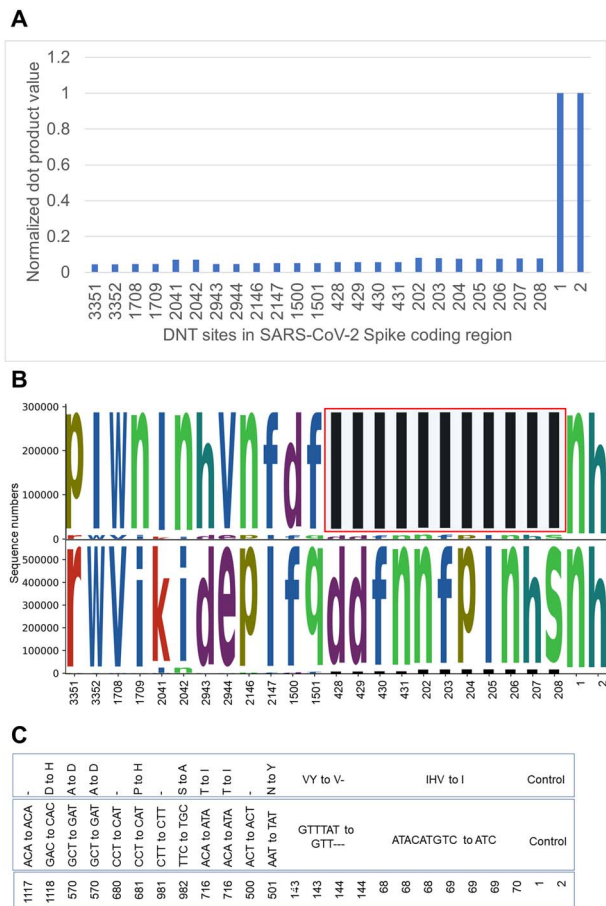 A
1.2
1
0.8
0.6
0.4
0.2
0
Normalized dot product value
3351 3352 1708 1709 2041 2042 2943 2944 2146 2147 1500 1501 428 429 430 431 202 203 204 205 206 207 208 1 2
DNT sites in SARS-CoV-2 Spike coding region
B
Sequence numbers
300000
200000
100000
0
p I W n I n h V n f d f n h
500000
400000
300000
200000
100000
0
r W V i k i d e p I f q d d f n n f p I n h S n h
3351 3352 1708 1709 2041 2042 2943 2944 2146 2147 1500 1501 428 429 430 431 202 203 204 205 206 207 208 1 2
C
- D to H A to D A to D - P to H - S to A T to I T to I - N to Y VY to V- IHV to I Control
ACA to ACA GAC to CAC GCT to GAT GCT to GAT CCT to CAT CCT to CAT CTT to CTT TTC to TGC ACA to ATA ACA to ATA ACT to ACT AAT to TAT GTTTAT to GTT--- ATACATGTC to ATC Control
1117 1118 570 570 680 681 981 982 716 716 500 501 143 143 144 144 68 68 68 69 69 69 70 1 2